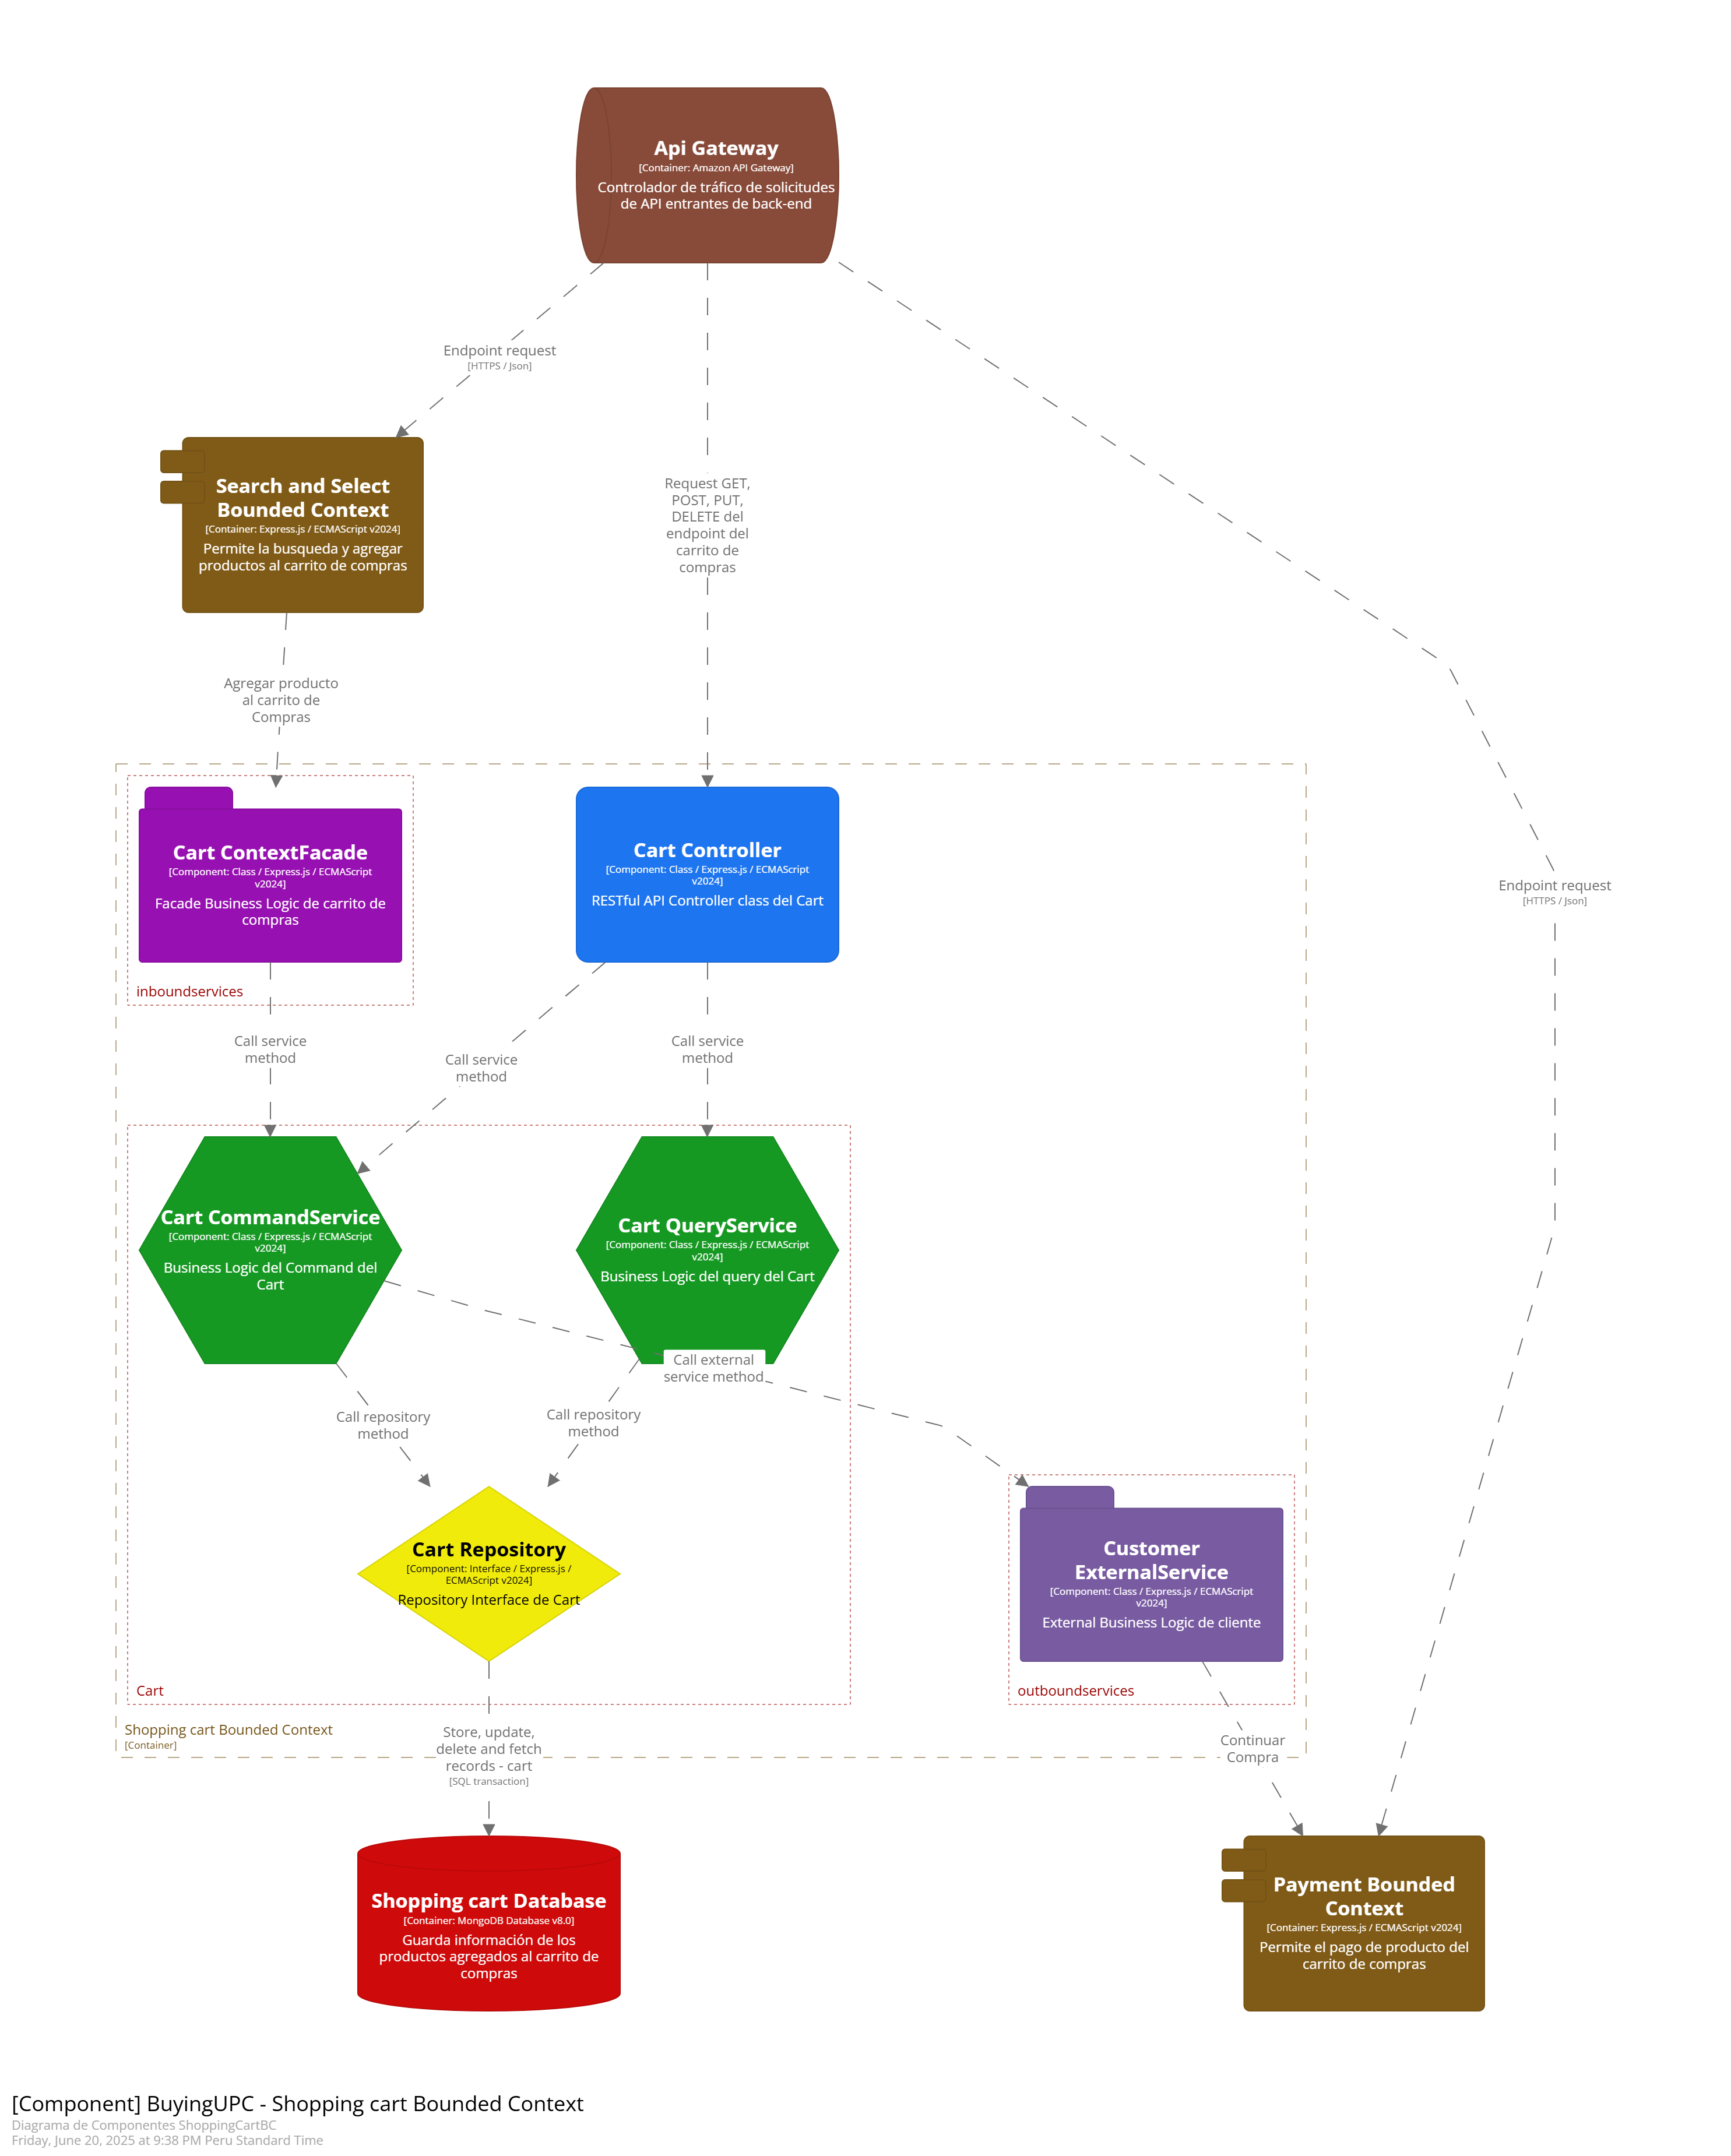 Api Gateway
[Container: Amazon API Gateway]
Controlador de tráfico de solicitudes
de API entrantes de back-end
Endpoint request
[HTTPS / Json]
Search and Select
Bounded Context
[Container: Express.js / ECMAScript v2024]
Permite la busqueda y agregar
productos al carrito de compras
Request GET,
POST, PUT,
DELETE del
endpoint del
carrito de
compras
Agregar producto
al carrito de
Compras
Cart ContextFacade
[Component: Class / Express.js / ECMAScript
v2024]
Facade Business Logic de carrito de
compras
inboundservices
Cart Controller
[Component: Class / Express.js / ECMAScript
v2024]
RESTful API Controller class del Cart
Endpoint request
[HTTPS / Json]
Call service
method
Call service
method
Call service
method
Cart CommandService
[Component: Class / Express.js / ECMAScript
v2024]
Business Logic del Command del
Cart
Cart QueryService
[Component: Class / Express.js / ECMAScript
v2024]
Business Logic del query del Cart
Call external
service method
Call repository
method
Call repository
method
Cart Repository
[Component: Interface / Express.js /
ECMAScript v2024]
Repository Interface de Cart
Cart
Customer
ExternalService
[Component: Class / Express.js / ECMAScript
v2024]
External Business Logic de cliente
outboundservices
Shopping cart Bounded Context
[Container]
Store, update,
delete and fetch
records - cart
[SQL transaction]
Continuar
Compra
Shopping cart Database
[Container: MongoDB Database v8.0]
Guarda información de los
productos agregados al carrito de
compras
Payment Bounded
Context
[Container: Express.js / ECMAScript v2024]
Permite el pago de producto del
carrito de compras
[Component] BuyingUPC - Shopping cart Bounded Context
Diagrama de Componentes ShoppingCartBC
Friday, June 20, 2025 at 9:38 PM Peru Standard Time